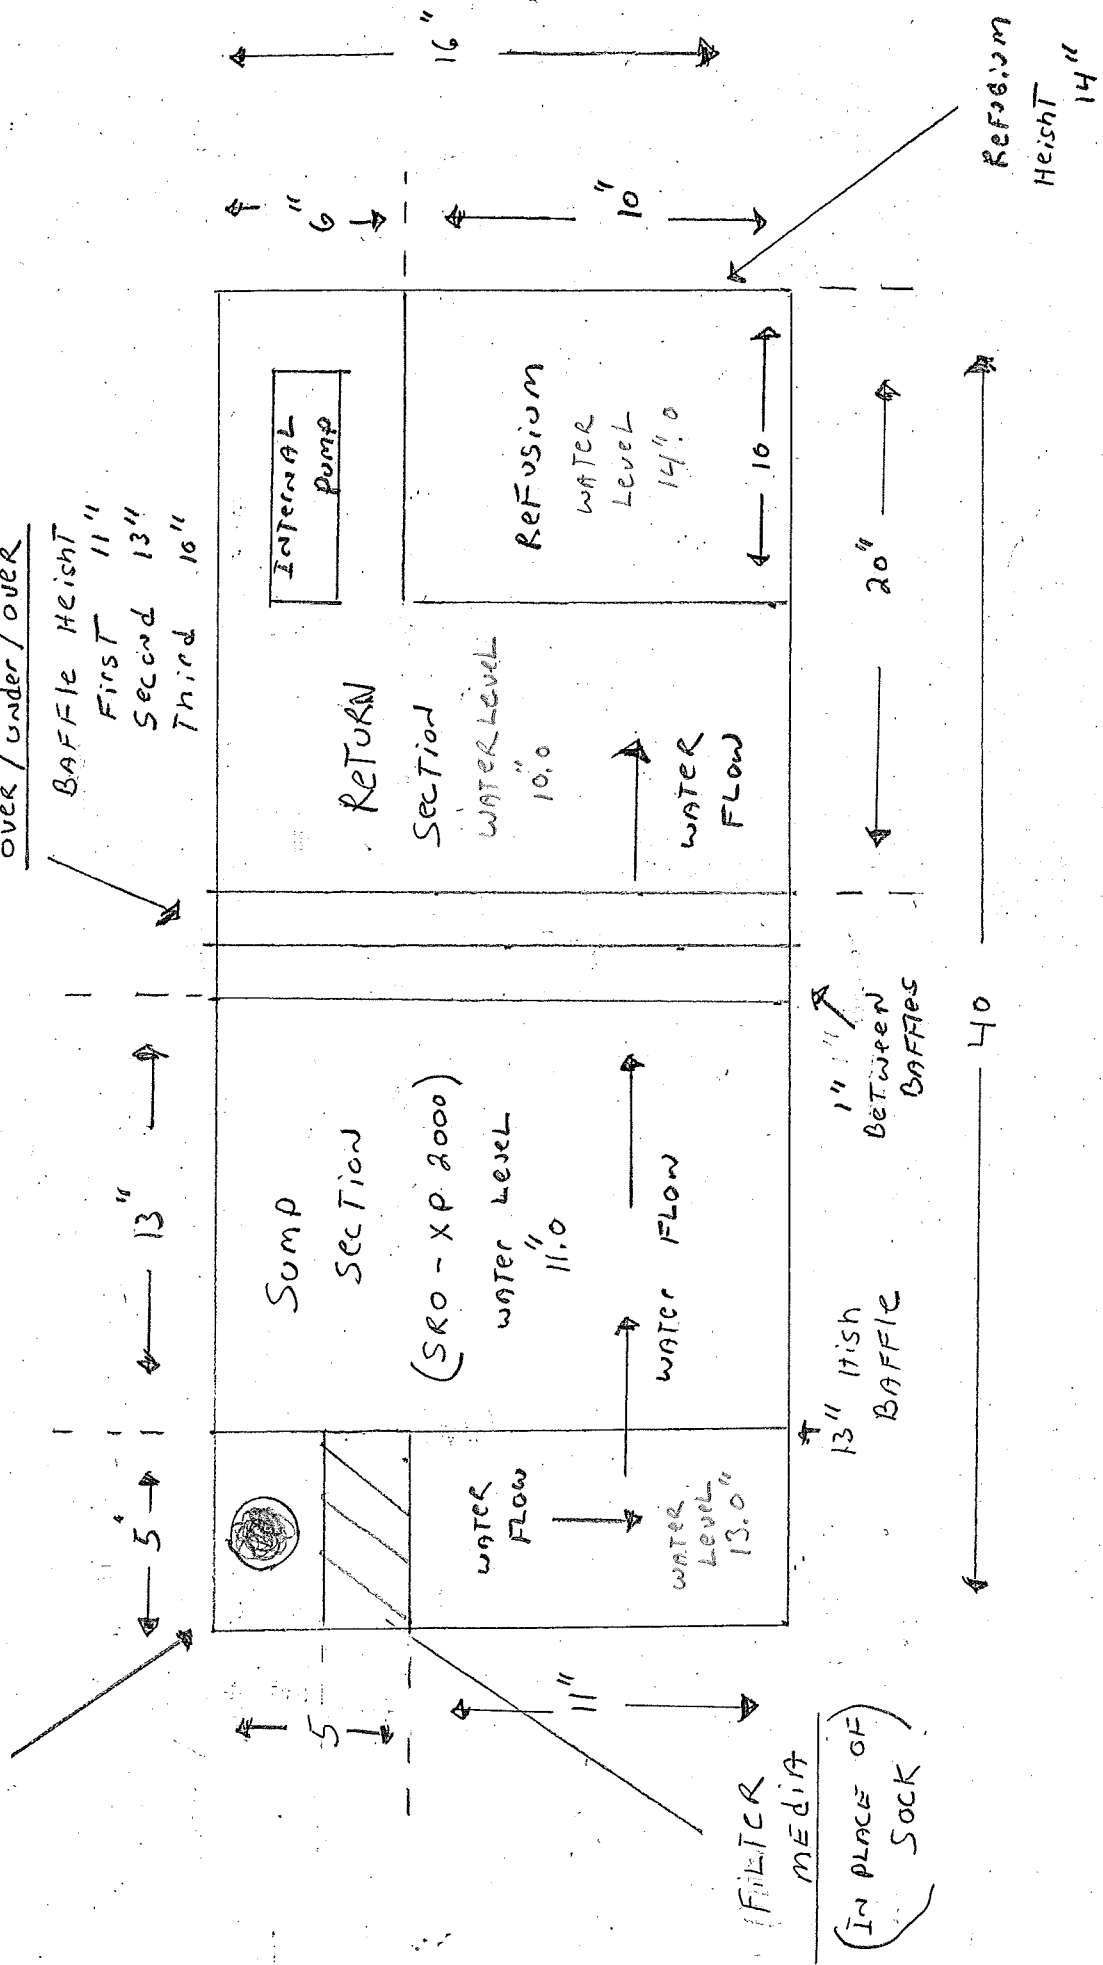 OVER / UNDER / OVER
BAFFLE HeighT
FirsT 11"
Second 13"
Third 10"
5"
13"
16"
6"
10"
5
11"
INTERNAL
Pump
SUMP
SecTion
(SRO - XP 2000)
WATER Level
11.0"
ReTURN
SecTion
WATER LeveL
10.0"
ReFusium
WATER
LeveL
14".0
10
WATER
FLOW
WATER
LeveL
13.0"
WATER FLOW
WATER
FLOW
13" High
BAFFLE
1"
BeTween
BAFFles
20"
40
ReFusium
HeighT
14"
FiLTER
MEdiA
(IN PLACE OF
SOCK)